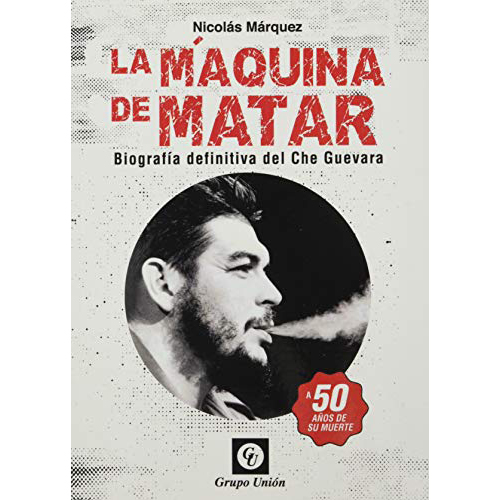 Nicolás Márquez
LA MÁQUINA
DE MATAR
Biografía definitiva del Che Guevara
A
50
AÑOS DE
SU MUERTE
GU
Grupo Unión